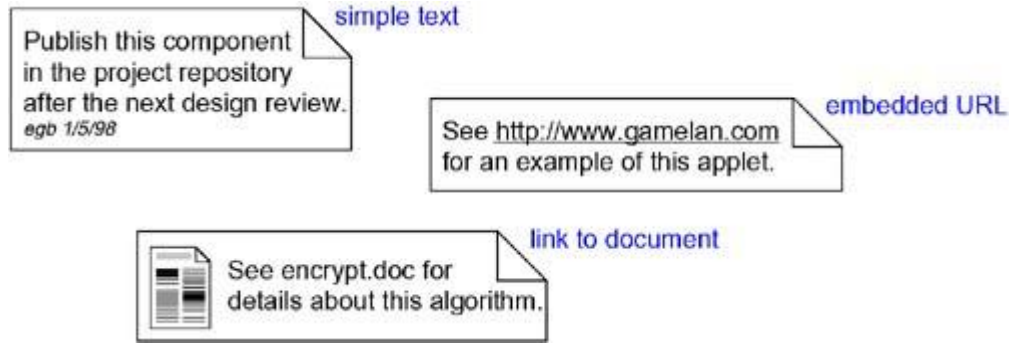 simple text
Publish this component
in the project repository
after the next design review.
egb 1/5/98
embedded URL
See http://www.gamelan.com
for an example of this applet.
link to document
See encrypt.doc for
details about this algorithm.